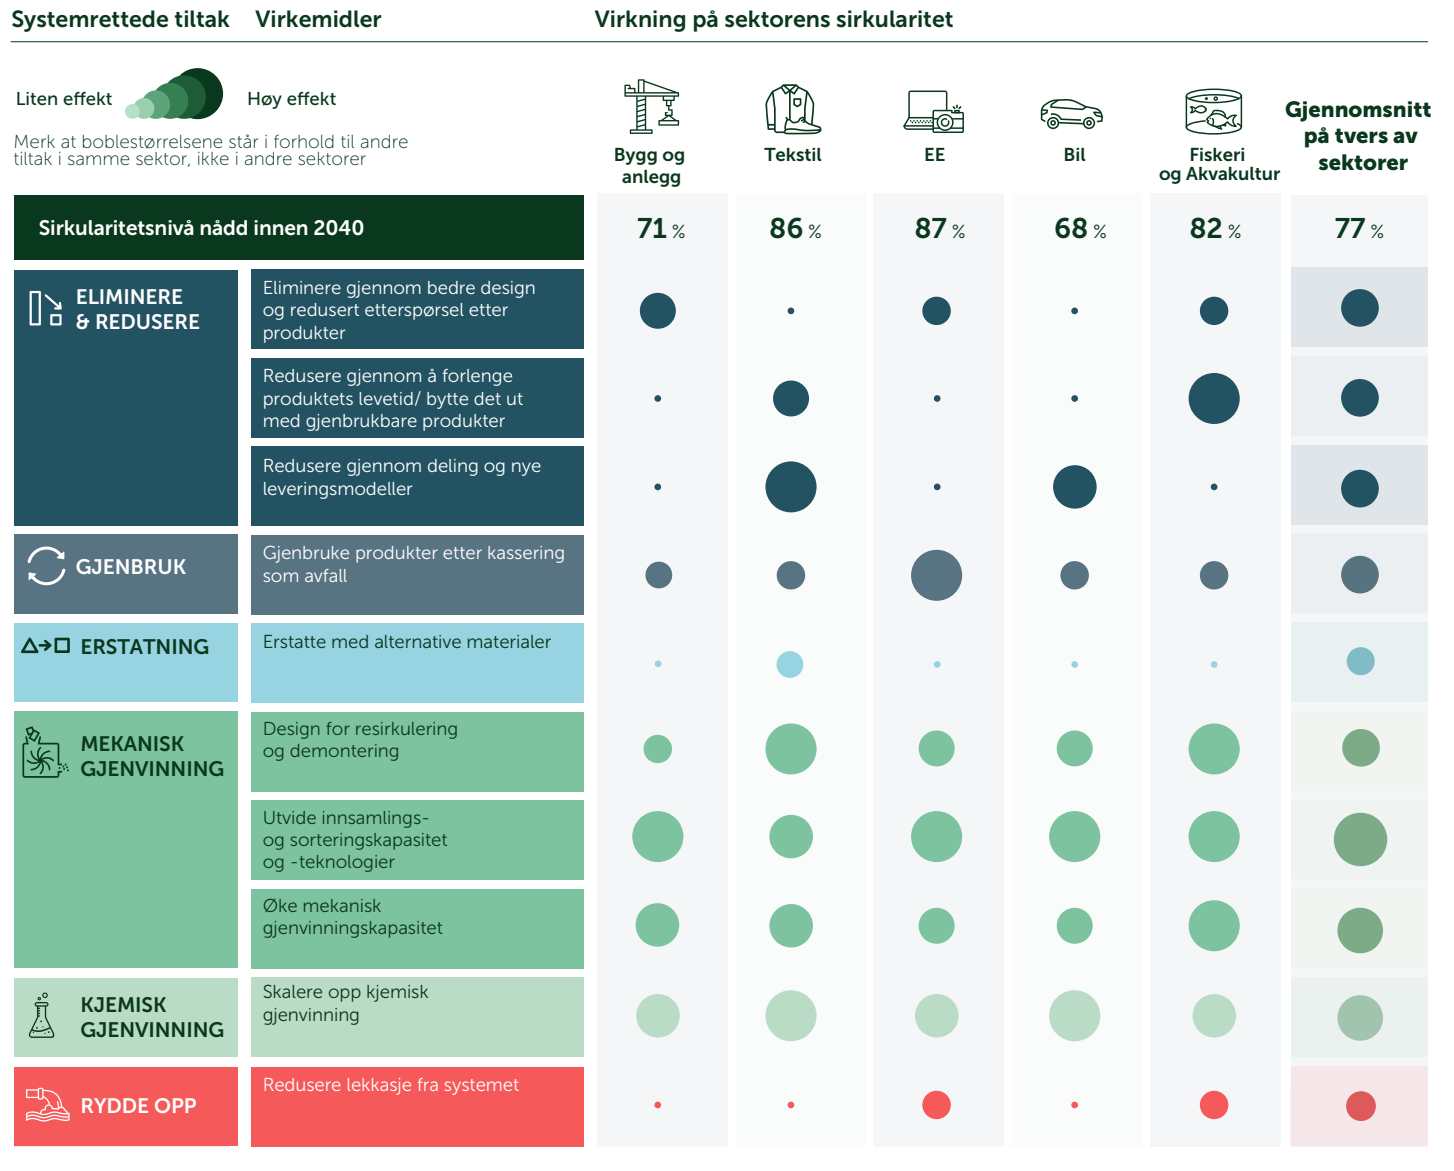 Systemrettede tiltak
Virkemidler
Virkning på sektorens sirkularitet
Liten effekt
Høy effekt
Merk at boblestørrelsene står i forhold til andre
tiltak i samme sektor, ikke i andre sektorer
Bygg og
anlegg
Tekstil
EE
Bil
Fiskeri
og Akvakultur
Gjennomsnitt
på tvers av
sektorer
Sirkularitetsnivå nådd innen 2040
71 %
86 %
87 %
68 %
82 %
77 %
ELIMINERE
& REDUSERE
Eliminere gjennom bedre design
og redusert etterspørsel etter
produkter
Redusere gjennom å forlenge
produktets levetid/ bytte det ut
med gjenbrukbare produkter
Redusere gjennom deling og nye
leveringsmodeller
GJENBRUK
Gjenbruke produkter etter kassering
som avfall
ERSTATNING
Erstatte med alternative materialer
MEKANISK
GJENVINNING
Design for resirkulering
og demontering
Utvide innsamlings-
og sorteringskapasitet
og -teknologier
Øke mekanisk
gjenvinningskapasitet
KJEMISK
GJENVINNING
Skalere opp kjemisk
gjenvinning
RYDDE OPP
Redusere lekkasje fra systemet